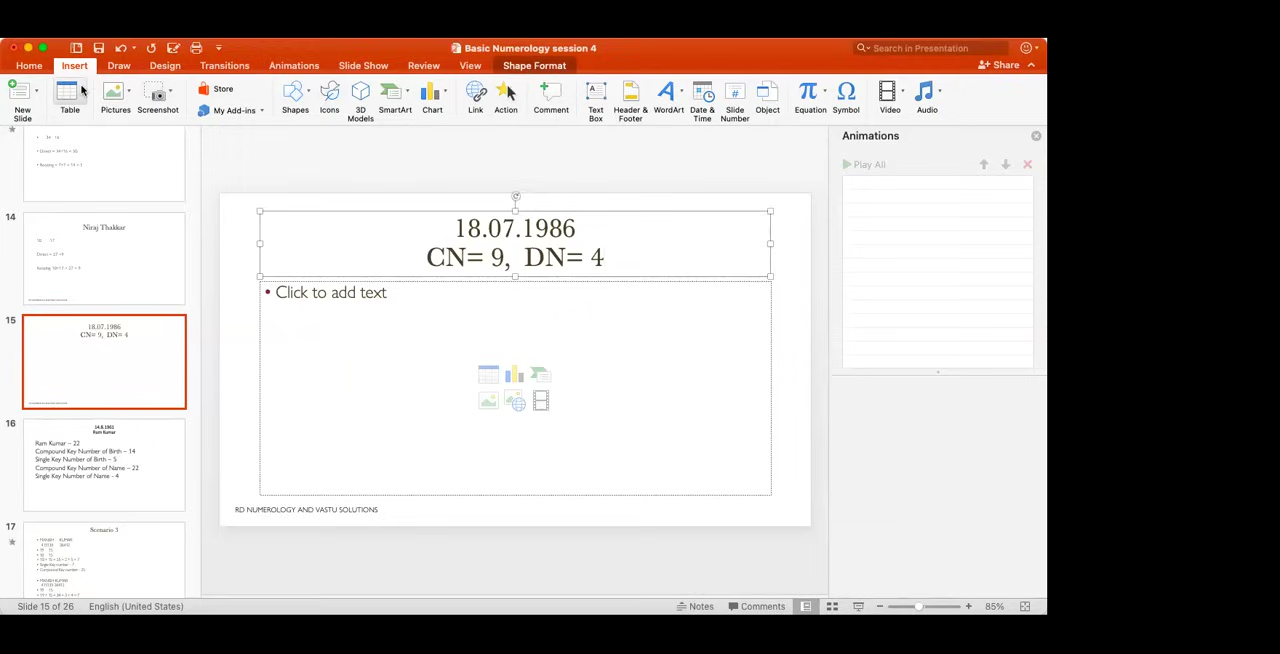 Basic Numerology session 4
Search in Presentation
Home
Insert
Draw
Design
Transitions
Animations
Slide Show
Review
View
Shape Format
Share
New Slide
Table
Pictures
Screenshot
Store
My Add-ins
Shapes
Icons
3D Models
SmartArt
Chart
Link
Action
Comment
Text Box
Header & Footer
WordArt
Date & Time
Slide Number
Object
Equation
Symbol
Video
Audio
14
Niraj Thakkar
15
18.07.1986
CN= 9, DN= 4
16
14.8.1961
Ram Kumar
Ram Kumar – 22
Compound Key Number of Birth – 14
Single Key Number of Birth – 5
Compound Key Number of Name – 22
Single Key Number of Name - 4
17
Scenario 3
18.07.1986
CN= 9, DN= 4
• Click to add text
RD NUMEROLOGY AND VASTU SOLUTIONS
Animations
Play All
Slide 15 of 26
English (United States)
Notes
Comments
85%